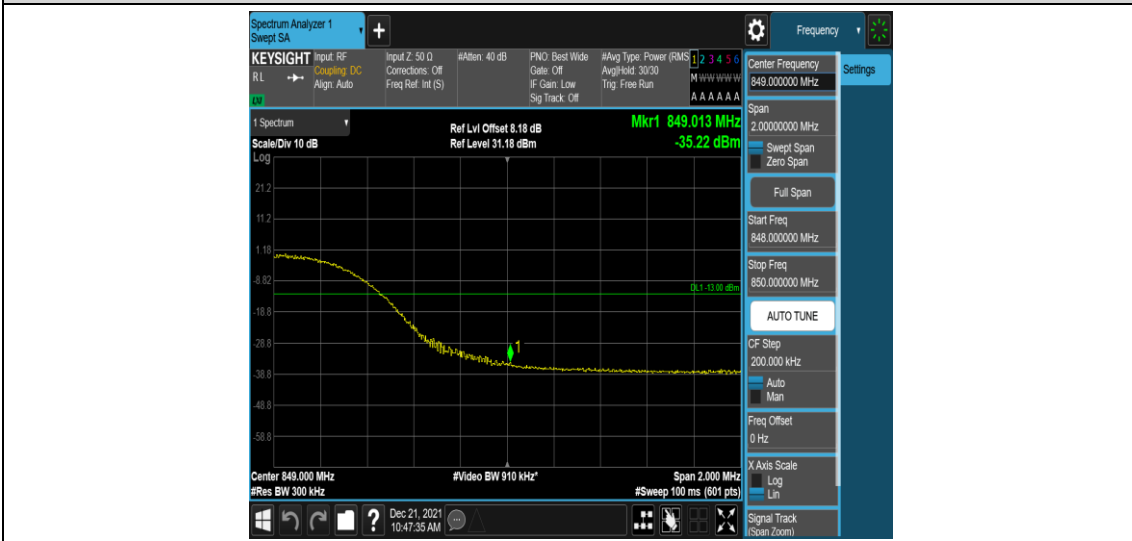 Spectrum Analyzer 1
Swept SA
+
Frequency
KEYSIGHT
RL
LXI
Input: RF
Coupling: DC
Align: Auto
Input Z: 50 Ω
Corrections: Off
Freq Ref: Int (S)
#Atten: 40 dB
PNO: Best Wide
Gate: Off
IF Gain: Low
Sig Track: Off
#Avg Type: Power (RMS
Avg|Hold: 30/30
Trig: Free Run
1 2 3 4 5 6
M W W W W W
A A A A A A
1 Spectrum
Scale/Div 10 dB
Log
Ref Lvl Offset 8.18 dB
Ref Level 31.18 dBm
Mkr1 849.013 MHz
-35.22 dBm
21.2
11.2
1.18
-8.82
-18.8
-28.8
-38.8
-48.8
-58.8
DL1 -13.00 dBm
1
Center 849.000 MHz
#Res BW 300 kHz
#Video BW 910 kHz*
Span 2.000 MHz
#Sweep 100 ms (601 pts)
?
Dec 21, 2021
10:47:35 AM
Center Frequency
849.000000 MHz
Settings
Span
2.00000000 MHz
Swept Span
Zero Span
Full Span
Start Freq
848.000000 MHz
Stop Freq
850.000000 MHz
AUTO TUNE
CF Step
200.000 kHz
Auto
Man
Freq Offset
0 Hz
X Axis Scale
Log
Lin
Signal Track
(Span Zoom)